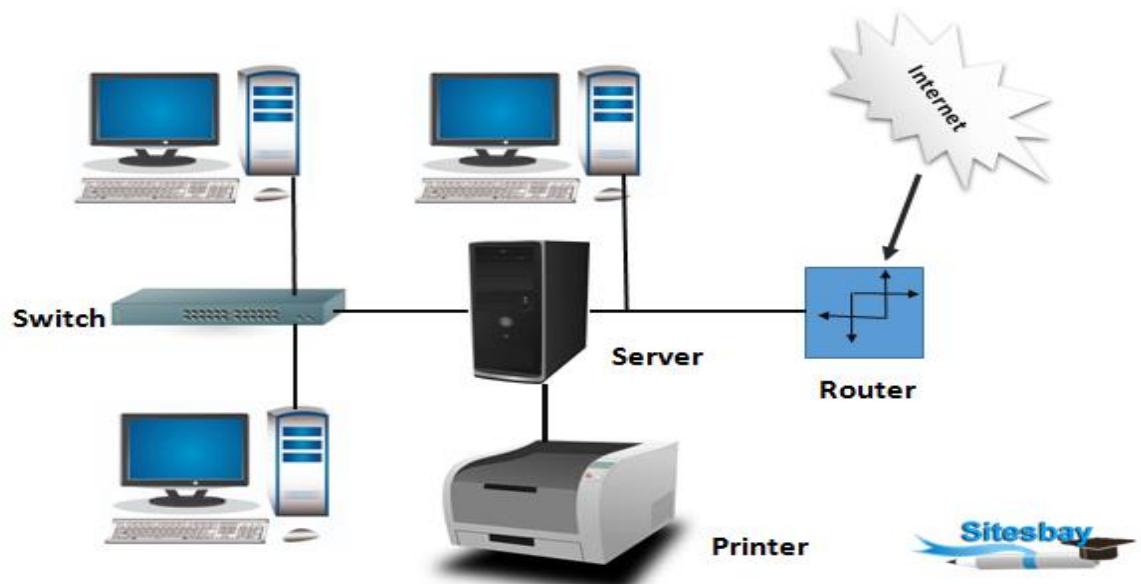 Internet
Switch
Server
Router
Printer
Sitesbay